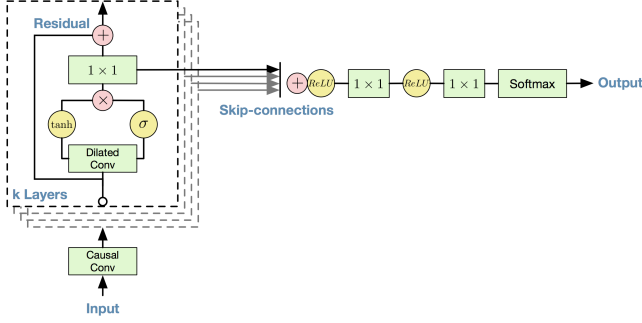 Residual
+
1 × 1
×
tanh
σ
Dilated
Conv
k Layers
Causal
Conv
Input
Skip-connections
+
ReLU
1 × 1
ReLU
1 × 1
Softmax
Output